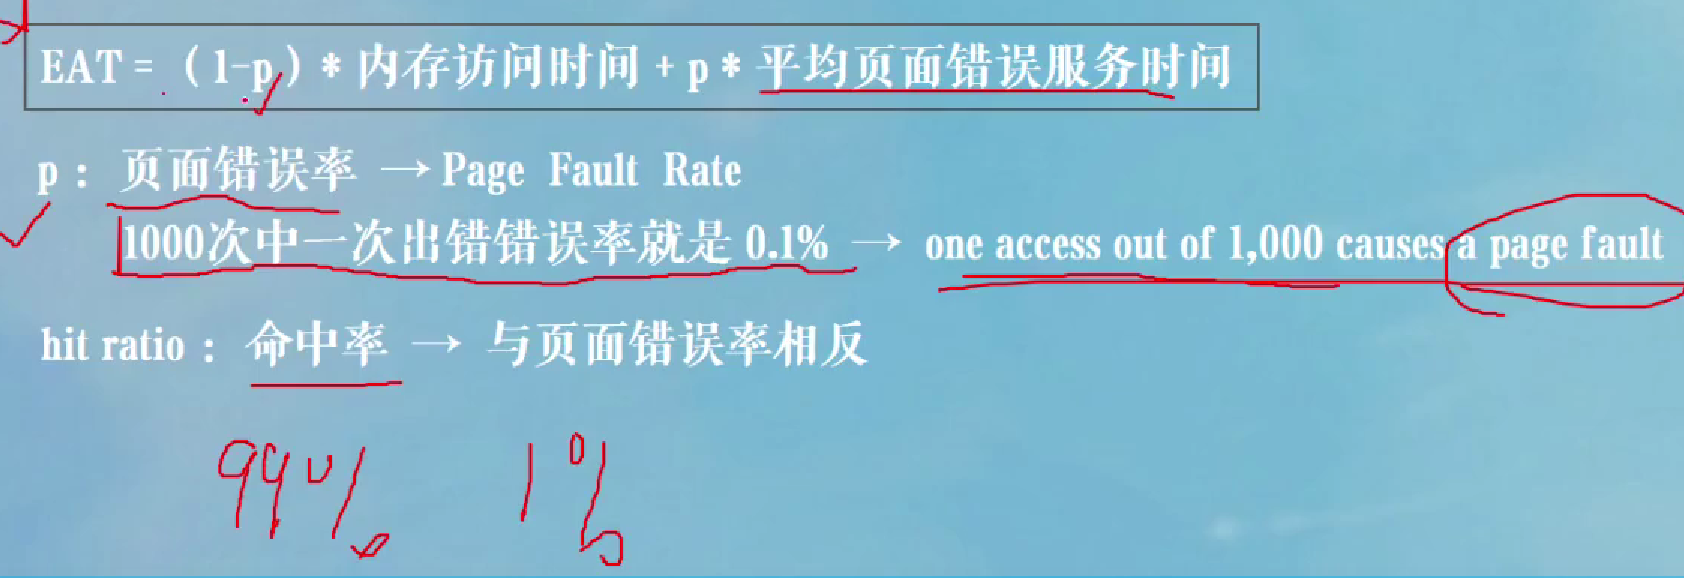 EAT = （1-p）* 内存访问时间 + p * 平均页面错误服务时间
p： 页面错误率 → Page Fault Rate
1000次中一次出错错误率就是 0.1% → one access out of 1,000 causes a page fault
hit ratio： 命中率 → 与页面错误率相反
99% 1%